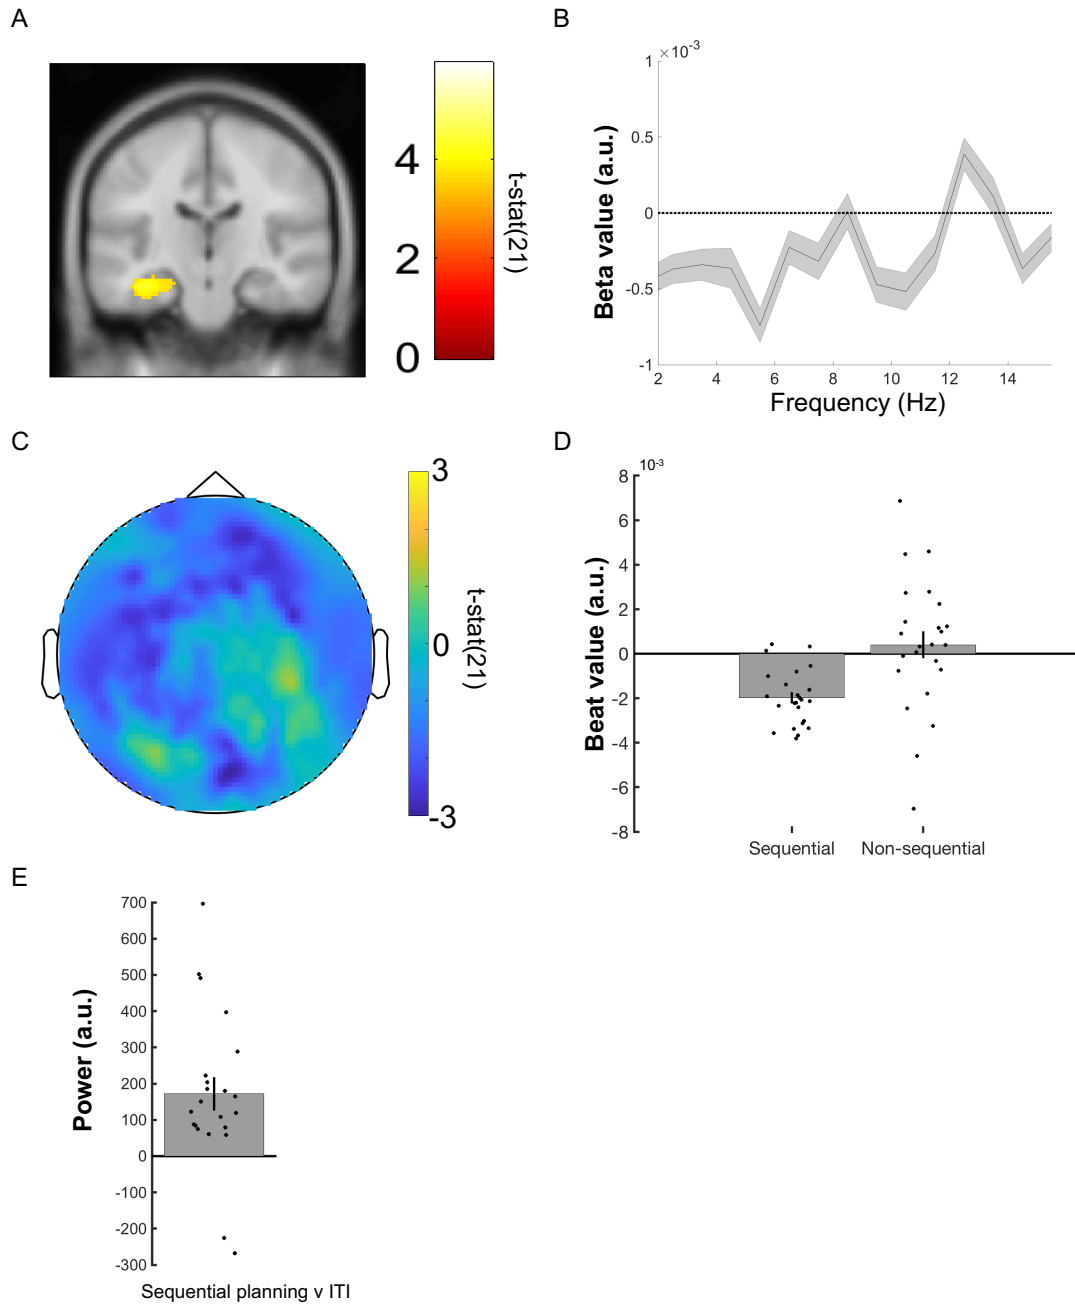 A
4
2
0
t-stat(21)
B
×10-3
1
0.5
0
-0.5
-1
Beta value (a.u.)
2 4 6 8 10 12 14
Frequency (Hz)
C
3
0
-3
t-stat(21)
D
10-3
8
6
4
2
0
-2
-4
-6
-8
Beat value (a.u.)
Sequential Non-sequential
E
700
600
500
400
300
200
100
0
-100
-200
-300
Power (a.u.)
Sequential planning v ITI